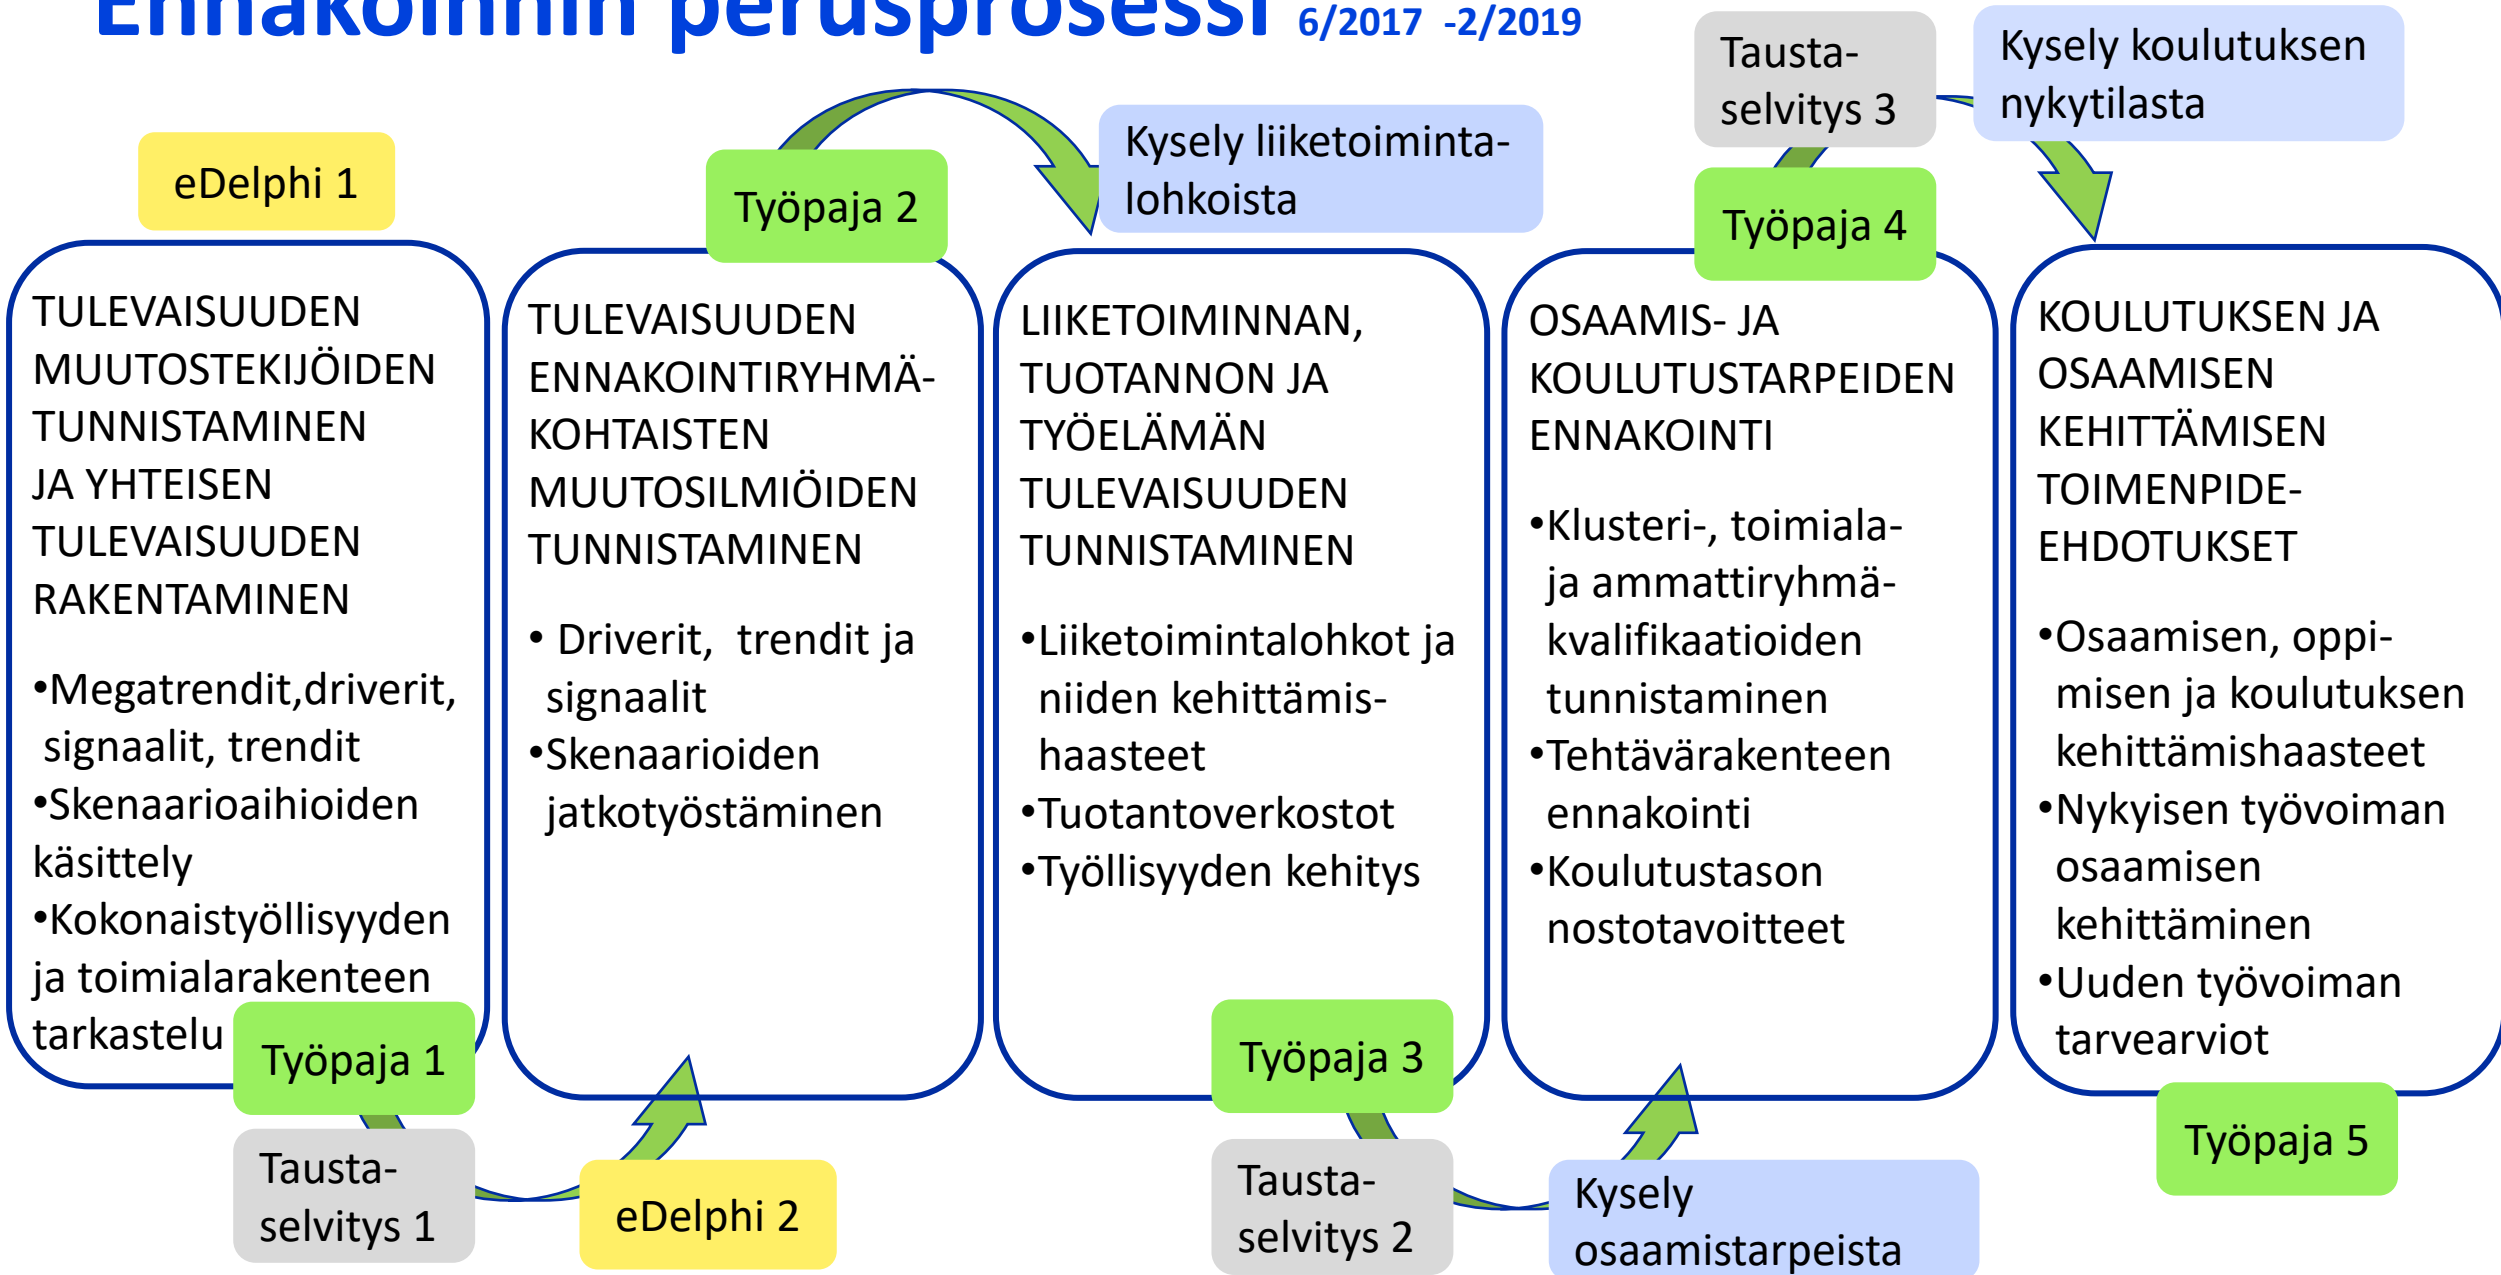 Ennakoinnin perusprosessi 6/2017 -2/2019
eDelphi 1
TULEVAISUUDEN
MUUTOSTEKIJÖIDEN
TUNNISTAMINEN
JA YHTEISEN
TULEVAISUUDEN
RAKENTAMINEN
•Megatrendit,driverit,
signaalit, trendit
•Skenaarioaihioiden
käsittely
•Kokonaistyöllisyyden
ja toimialarakenteen
tarkastelu
Työpaja 1
Tausta-
selvitys 1
eDelphi 2
Työpaja 2
TULEVAISUUDEN
ENNAKOINTIRYHMÄ-
KOHTAISTEN
MUUTOSILMIÖIDEN
TUNNISTAMINEN
• Driverit, trendit ja
signaalit
•Skenaarioiden
jatkotyöstäminen
Kysely liiketoiminta-
lohkoista
LIIKETOIMINNAN,
TUOTANNON JA
TYÖELÄMÄN
TULEVAISUUDEN
TUNNISTAMINEN
•Liiketoimintalohkot ja
niiden kehittämis-
haasteet
•Tuotantoverkostot
•Työllisyyden kehitys
Työpaja 3
Tausta-
selvitys 2
Kysely
osaamistarpeista
Tausta-
selvitys 3
Työpaja 4
OSAAMIS- JA
KOULUTUSTARPEIDEN
ENNAKOINTI
•Klusteri-, toimiala-
ja ammattiryhmä-
kvalifikaatioiden
tunnistaminen
•Tehtävärakenteen
ennakointi
•Koulutustason
nostotavoitteet
Kysely koulutuksen
nykytilasta
KOULUTUKSEN JA
OSAAMISEN
KEHITTÄMISEN
TOIMENPIDE-
EHDOTUKSET
•Osaamisen, oppi-
misen ja koulutuksen
kehittämishaasteet
•Nykyisen työvoiman
osaamisen
kehittäminen
•Uuden työvoiman
tarvearviot
Työpaja 5